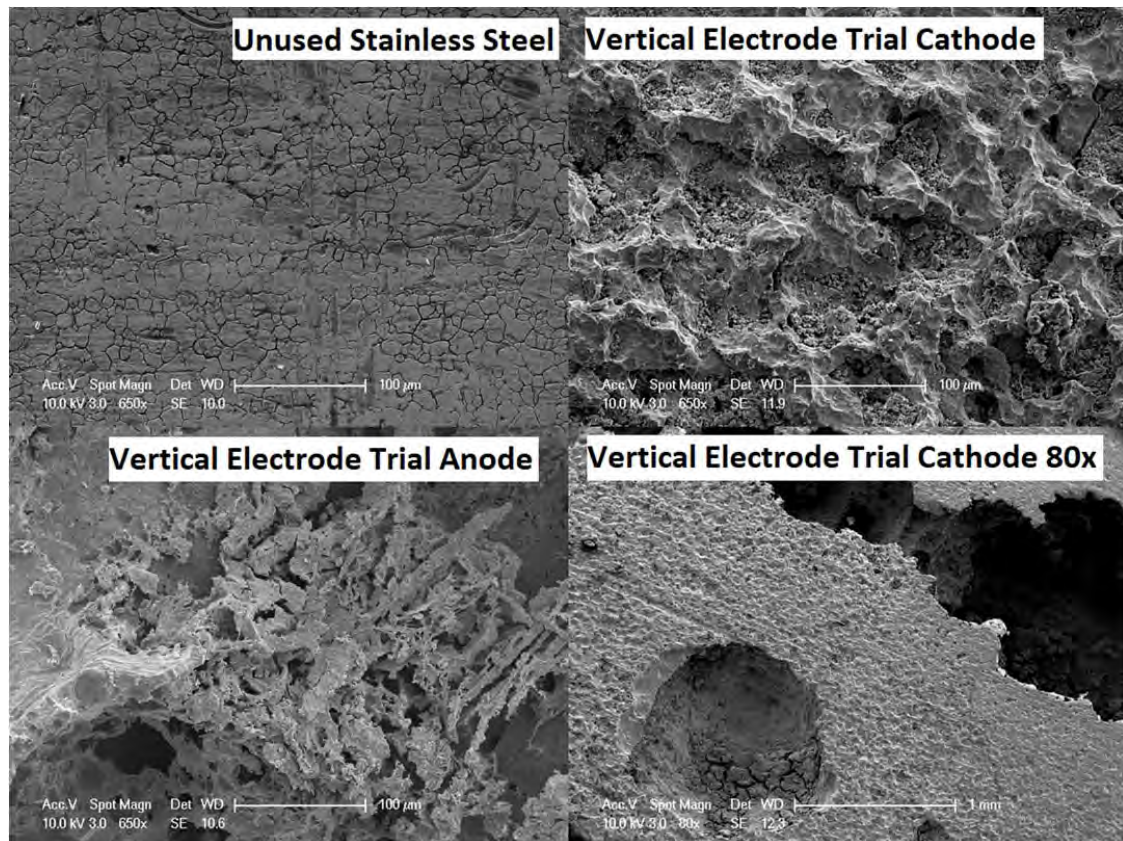 Unused Stainless Steel
Acc.V Spot Magn Det WD
10.0 kV 3.0 650x SE 10.0
100 µm
Vertical Electrode Trial Cathode
Acc.V Spot Magn Det WD
10.0 kV 3.0 650x SE 11.9
100 µm
Vertical Electrode Trial Anode
Acc.V Spot Magn Det WD
10.0 kV 3.0 650x SE 10.6
100 µm
Vertical Electrode Trial Cathode 80x
Acc.V Spot Magn Det WD
10.0 kV 3.0 80x SE 12.3
1 mm